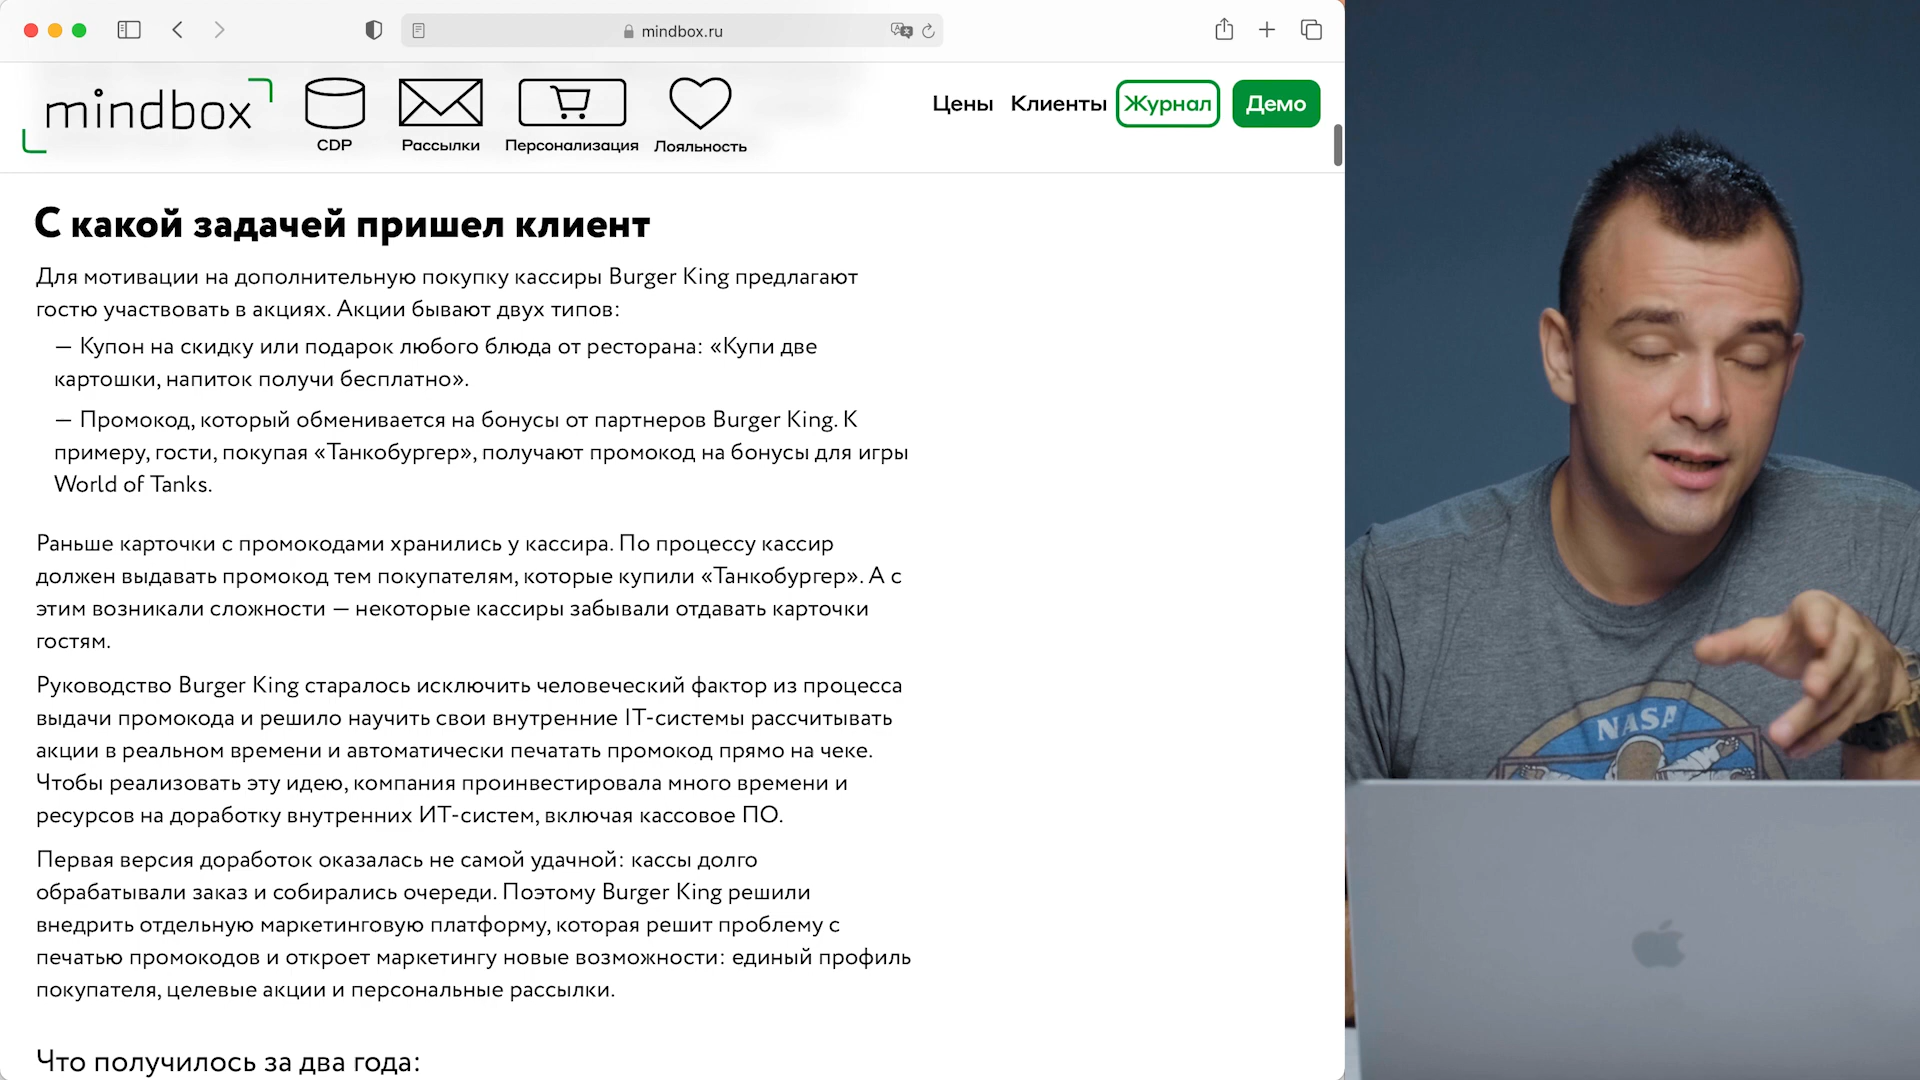 mindbox.ru
mindbox
CDP
Рассылки
Персонализация
Лояльность
Цены
Клиенты
Журнал
Демо
С какой задачей пришел клиент
Для мотивации на дополнительную покупку кассиры Burger King предлагают
гостю участвовать в акциях. Акции бывают двух типов:
— Купон на скидку или подарок любого блюда от ресторана: «Купи две
картошки, напиток получи бесплатно».
— Промокод, который обменивается на бонусы от партнеров Burger King. К
примеру, гости, покупая «Танкобургер», получают промокод на бонусы для игры
World of Tanks.
Раньше карточки с промокодами хранились у кассира. По процессу кассир
должен выдавать промокод тем покупателям, которые купили «Танкобургер». А с
этим возникали сложности — некоторые кассиры забывали отдавать карточки
гостям.
Руководство Burger King старалось исключить человеческий фактор из процесса
выдачи промокода и решило научить свои внутренние IT-системы рассчитывать
акции в реальном времени и автоматически печатать промокод прямо на чеке.
Чтобы реализовать эту идею, компания проинвестировала много времени и
ресурсов на доработку внутренних ИТ-систем, включая кассовое ПО.
Первая версия доработок оказалась не самой удачной: кассы долго
обрабатывали заказ и собирались очереди. Поэтому Burger King решили
внедрить отдельную маркетинговую платформу, которая решит проблему с
печатью промокодов и откроет маркетингу новые возможности: единый профиль
покупателя, целевые акции и персональные рассылки.
Что получилось за два года:
NASA